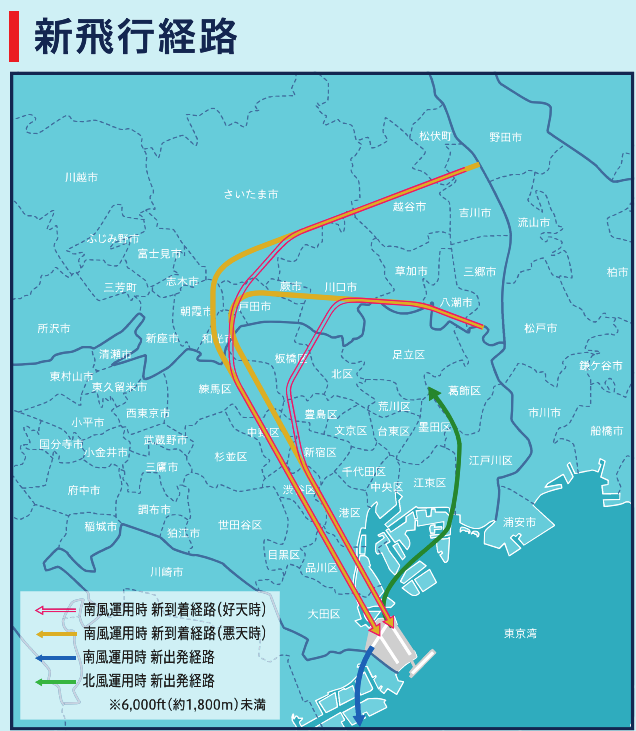 新飛行経路
松伏町
野田市
川越市
さいたま市
越谷市
吉川市
流山市
ふじみ野市
富士見市
草加市
三郷市
柏市
志木市
三芳町
蕨市
川口市
八潮市
朝霞市
戸田市
所沢市
松戸市
新座市
和光市
清瀬市
板橋区
足立区
鎌ケ谷市
東村山市
東久留米市
練馬区
北区
葛飾区
西東京市
豊島区
荒川区
市川市
小平市
中野区
文京区
台東区
墨田区
船橋市
国分寺市
小金井市
武蔵野市
杉並区
新宿区
江戸川区
三鷹市
千代田区
府中市
渋谷区
中央区
江東区
調布市
港区
稲城市
狛江市
世田谷区
浦安市
目黒区
川崎市
品川区
大田区
東京湾
南風運用時 新到着経路(好天時)
南風運用時 新到着経路(悪天時)
南風運用時 新出発経路
北風運用時 新出発経路
※6,000ft(約1,800m)未満